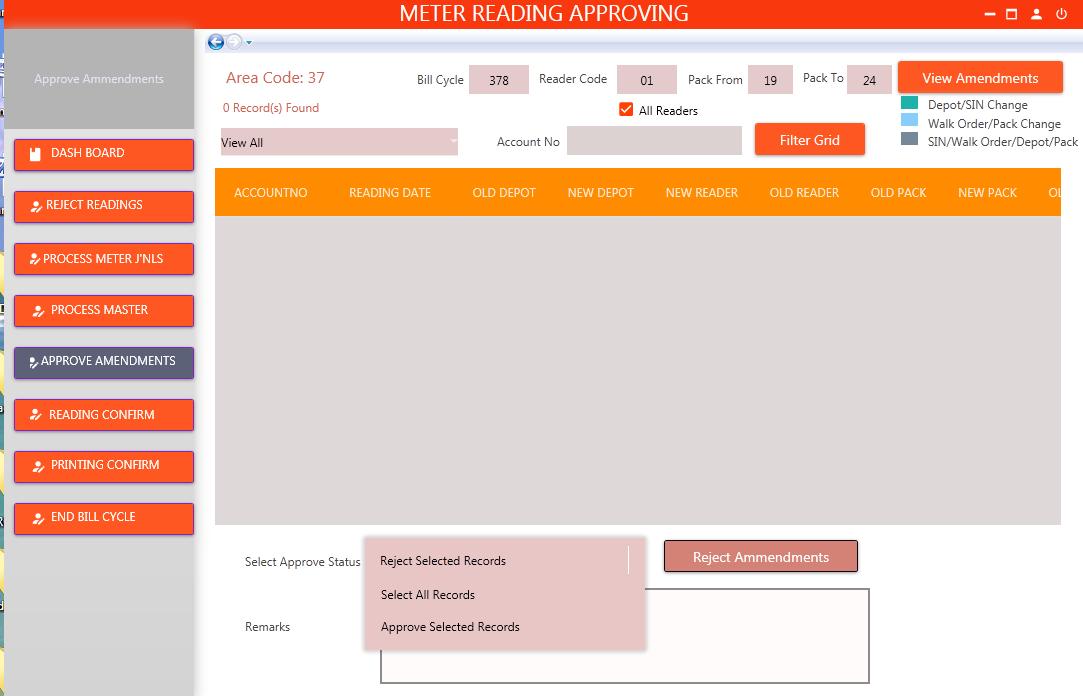 METER READING APPROVING
Approve Ammendments
DASH BOARD
REJECT READINGS
PROCESS METER J'NLS
PROCESS MASTER
APPROVE AMENDMENTS
READING CONFIRM
PRINTING CONFIRM
END BILL CYCLE
Area Code: 37
Bill Cycle 378 Reader Code 01 Pack From 19 Pack To 24 View Amendments
0 Record(s) Found
All Readers
Depot/SIN Change
Walk Order/Pack Change
SIN/Walk Order/Depot/Pack
View All Account No Filter Grid
ACCOUNTNO READING DATE OLD DEPOT NEW DEPOT NEW READER OLD READER OLD PACK NEW PACK
Select Approve Status Reject Selected Records Reject Ammendments
Select All Records
Remarks Approve Selected Records